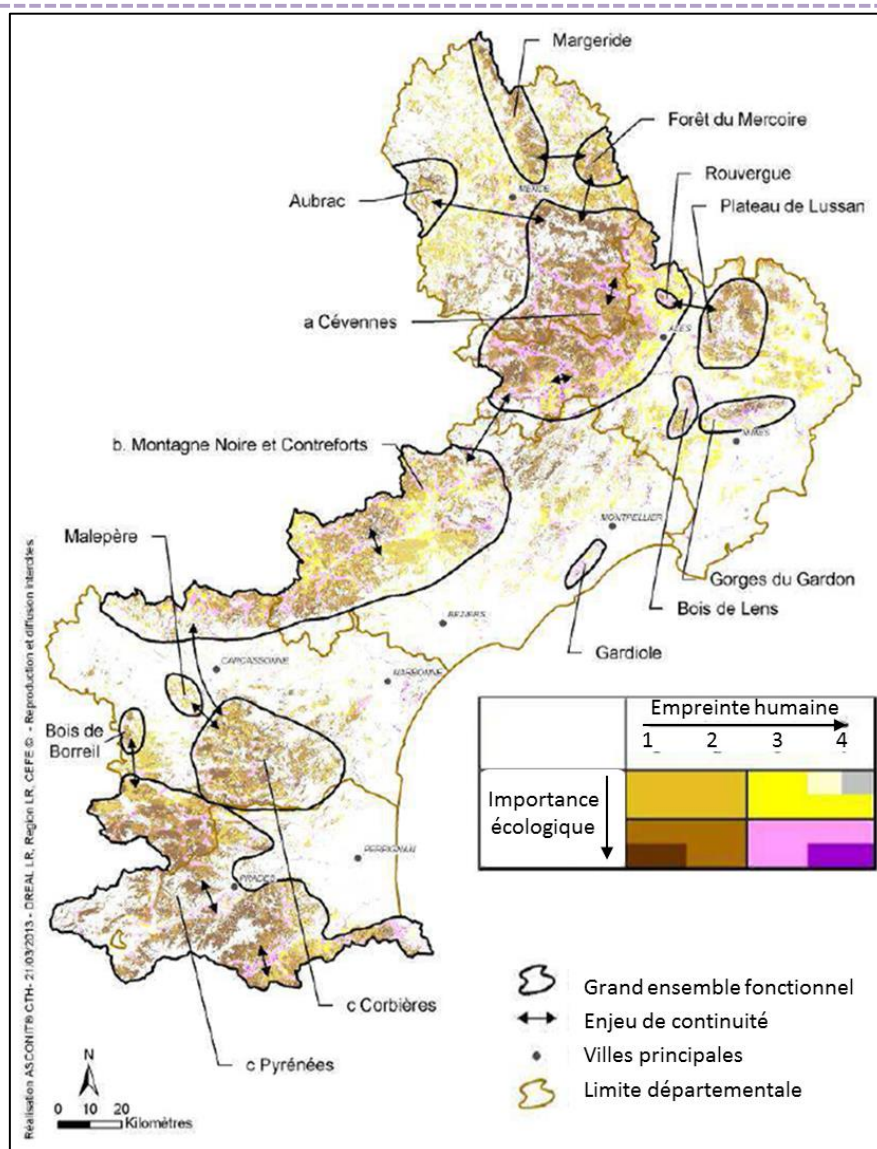 Margeride
Forêt du Mercoire
Rouvergue
Plateau de Lussan
Aubrac
MENDE
a Cévennes
ALES
b. Montagne Noire et Contreforts
NIMES
Malepère
MONTPELLIER
Gorges du Gardon
Bois de Lens
Gardiole
BEZIERS
CARCASSONNE
NARBONNE
Bois de
Borreil
PERPIGNAN
PRADES
c Corbières
c Pyrénées
Empreinte humaine
1 2 3 4
Importance
écologique
Grand ensemble fonctionnel
Enjeu de continuité
Villes principales
Limite départementale
N
0 10 20
Kilomètres
Réalisation ASCONIT® CTH- 21/03/2013 - DREAL LR, Region LR, CEFE © - Reproduction et diffusion interdites